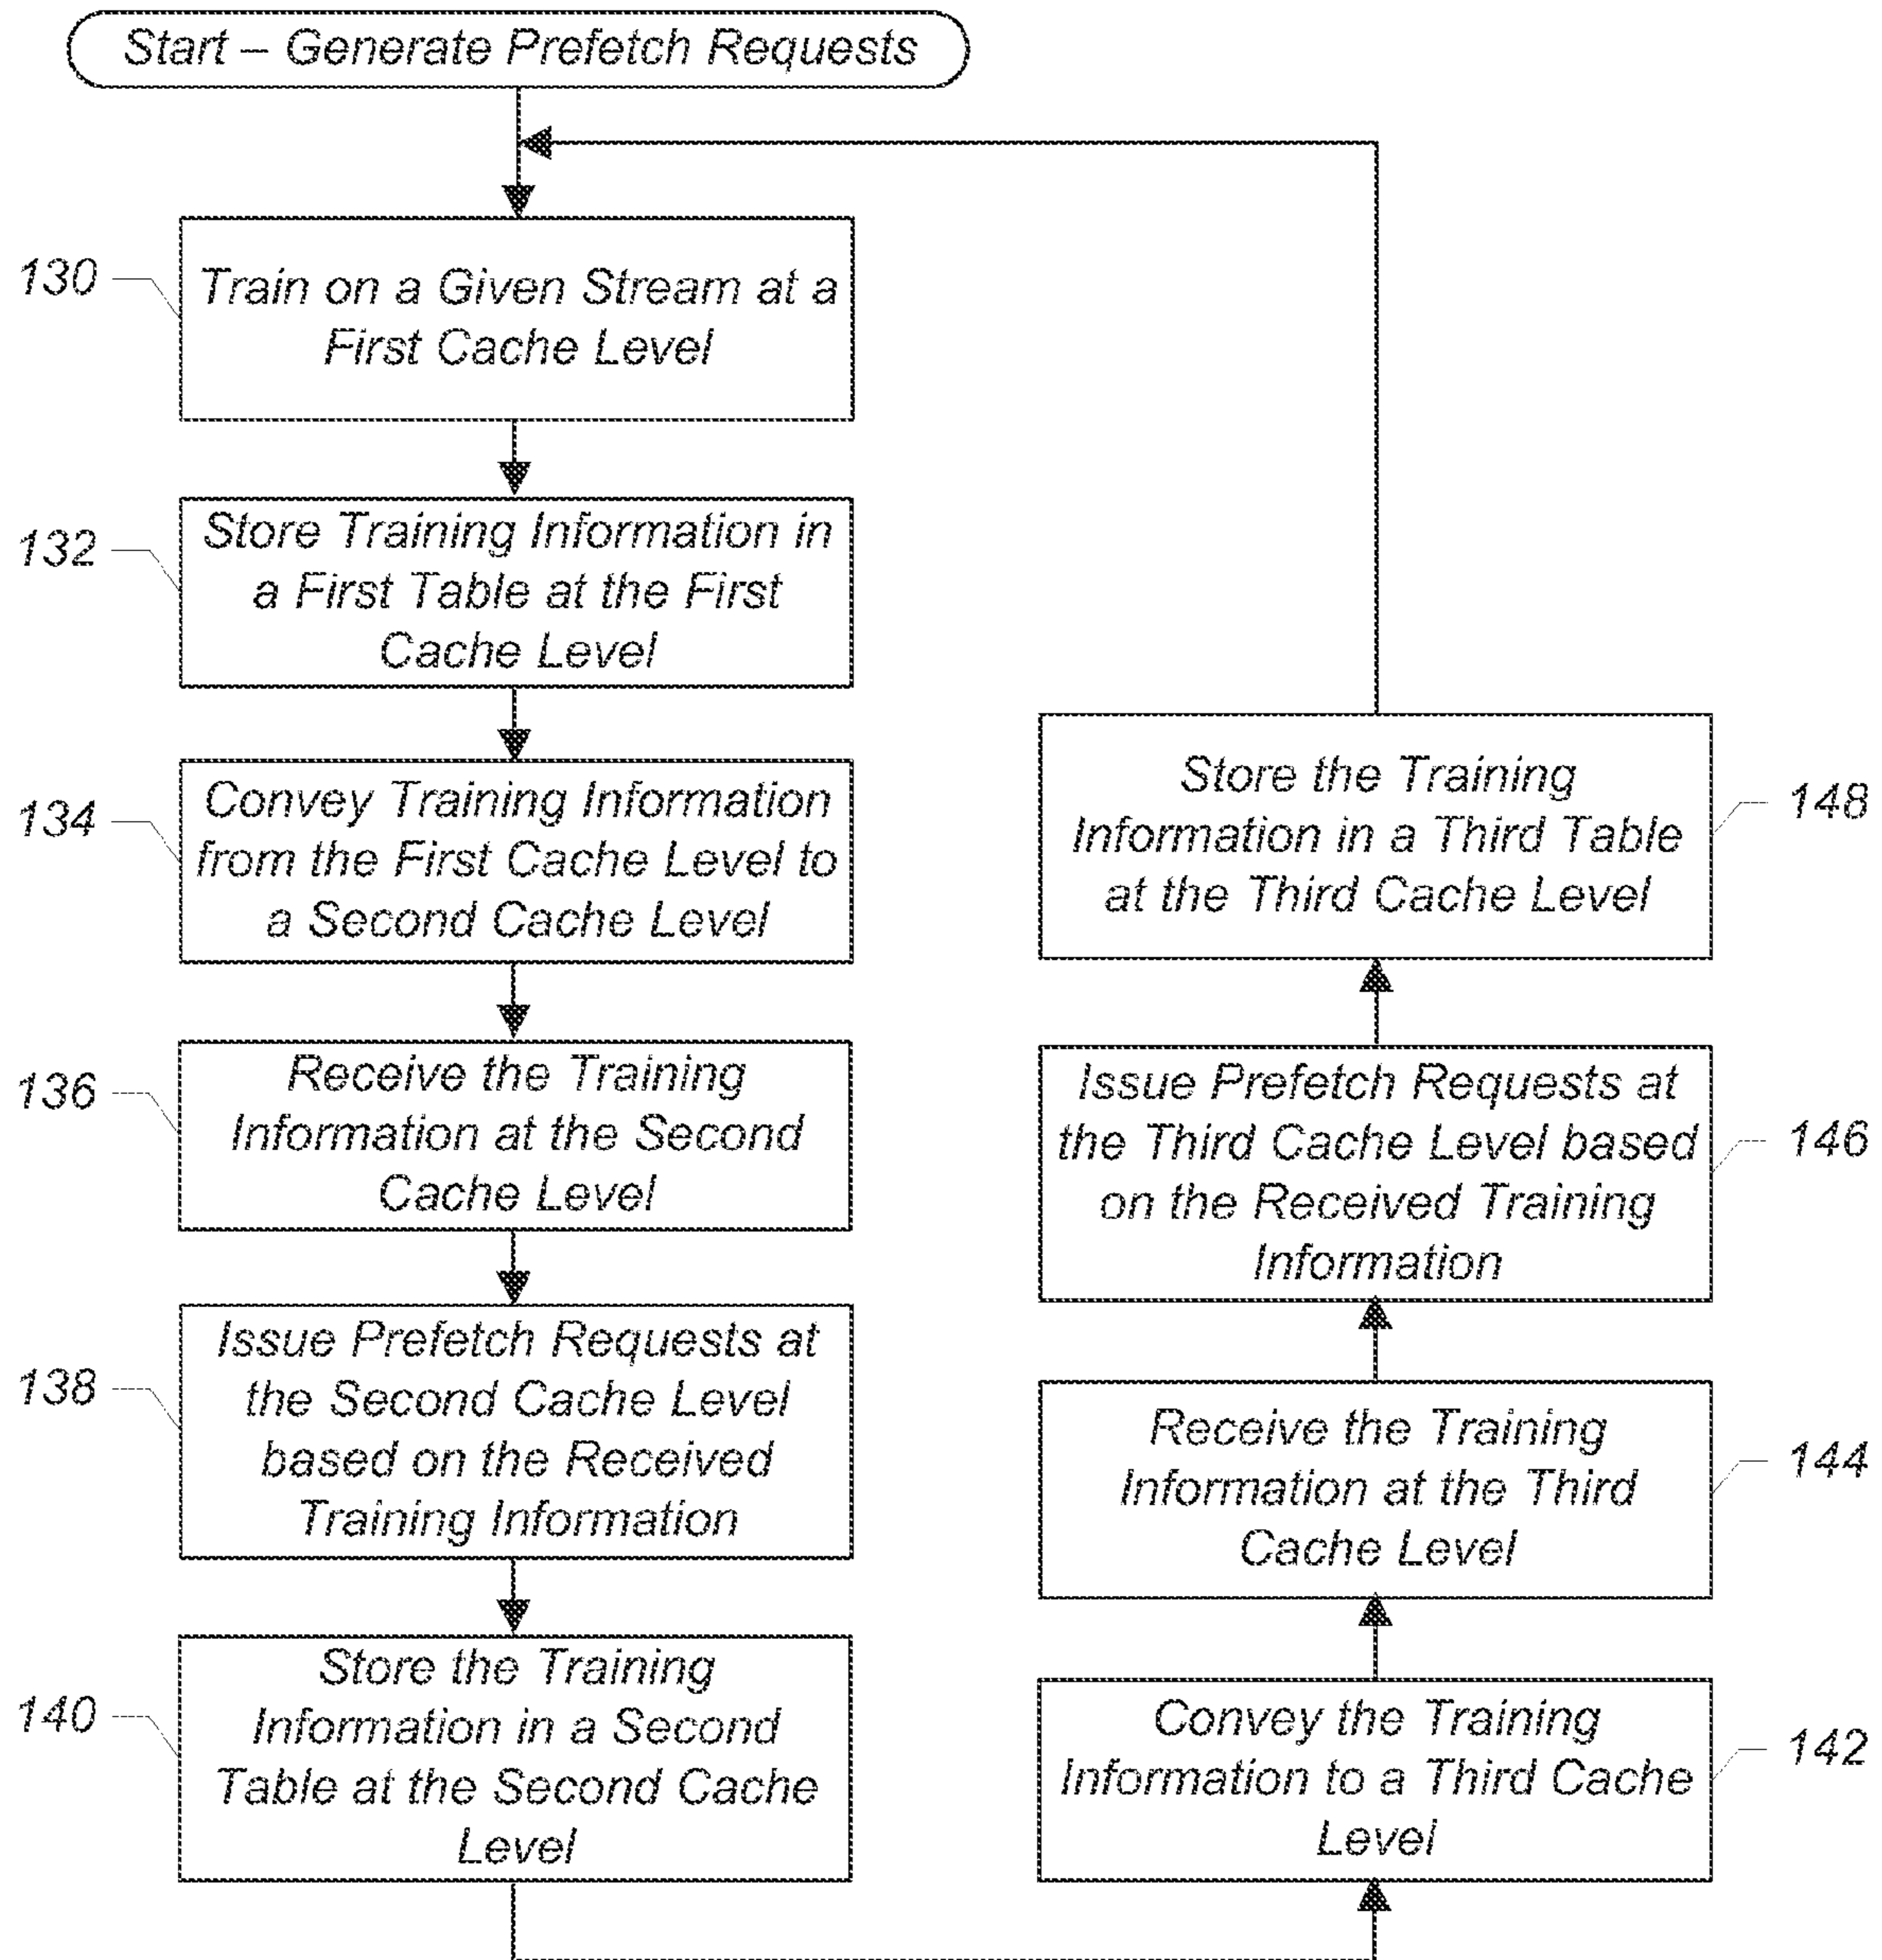 Start – Generate Prefetch Requests
130
Train on a Given Stream at a
First Cache Level
132
Store Training Information in
a First Table at the First
Cache Level
134
Convey Training Information
from the First Cache Level to
a Second Cache Level
136
Receive the Training
Information at the Second
Cache Level
138
Issue Prefetch Requests at
the Second Cache Level
based on the Received
Training Information
140
Store the Training
Information in a Second
Table at the Second Cache
Level
Convey the Training
Information to a Third Cache
Level
142
Receive the Training
Information at the Third
Cache Level
144
Issue Prefetch Requests at
the Third Cache Level based
on the Received Training
Information
146
Store the Training
Information in a Third Table
at the Third Cache Level
148